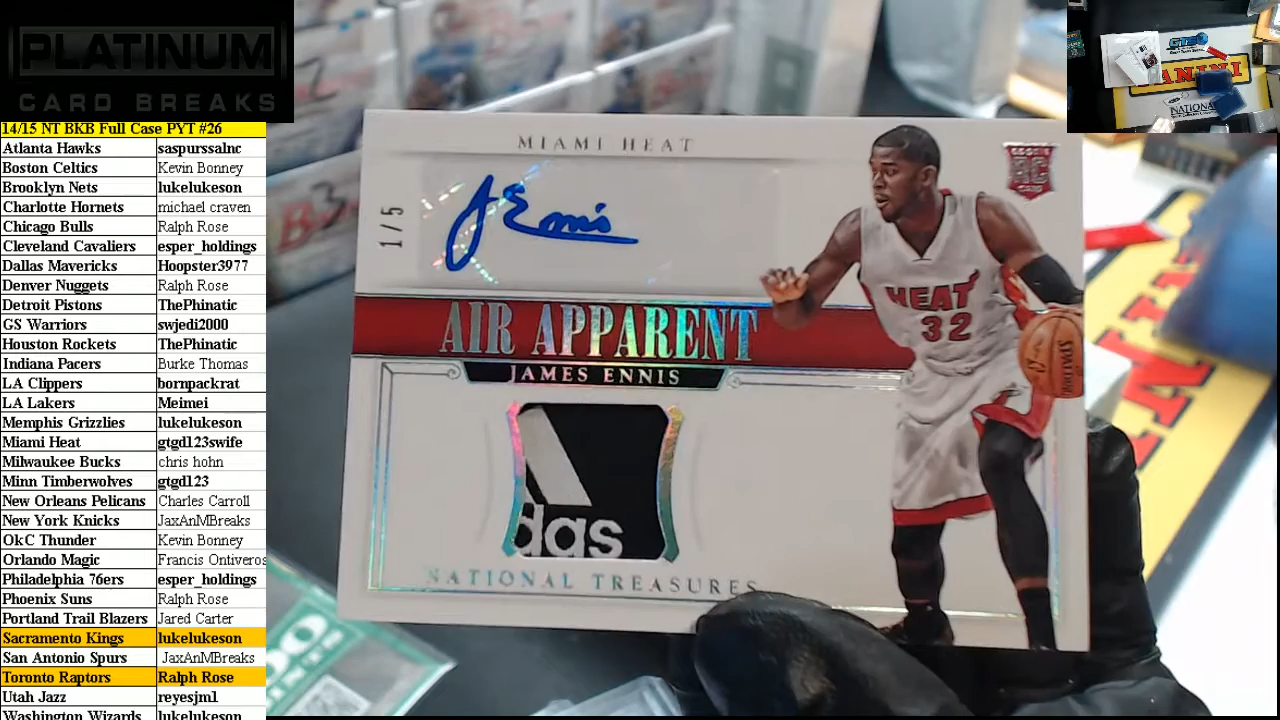 PLATINUM
CARD BREAKS
14/15 NT BKB Full Case PYT #26
Atlanta Hawks saspurssalnc
Boston Celtics Kevin Bonney
Brooklyn Nets lukelukeson
Charlotte Hornets michael craven
Chicago Bulls Ralph Rose
Cleveland Cavaliers esper_holdings
Dallas Mavericks Hoopster3977
Denver Nuggets Ralph Rose
Detroit Pistons ThePhinatic
GS Warriors swjedi2000
Houston Rockets ThePhinatic
Indiana Pacers Burke Thomas
LA Clippers bornpackrat
LA Lakers Meimei
Memphis Grizzlies lukelukeson
Miami Heat gtgd123swife
Milwaukee Bucks chris hohn
Minn Timberwolves gtgd123
New Orleans Pelicans Charles Carroll
New York Knicks JaxAnMBreaks
OkC Thunder Kevin Bonney
Orlando Magic Francis Ontiveros
Philadelphia 76ers esper_holdings
Phoenix Suns Ralph Rose
Portland Trail Blazers Jared Carter
Sacramento Kings lukelukeson
San Antonio Spurs JaxAnMBreaks
Toronto Raptors Ralph Rose
Utah Jazz reyesjm1
Washington Wizards lukelukeson
MIAMI HEAT
1/5
J Ennis
AIR APPARENT
JAMES ENNIS
das
NATIONAL TREASURES
RC
HEAT
32
SPALDING
GTS
PANINI
NATIONAL